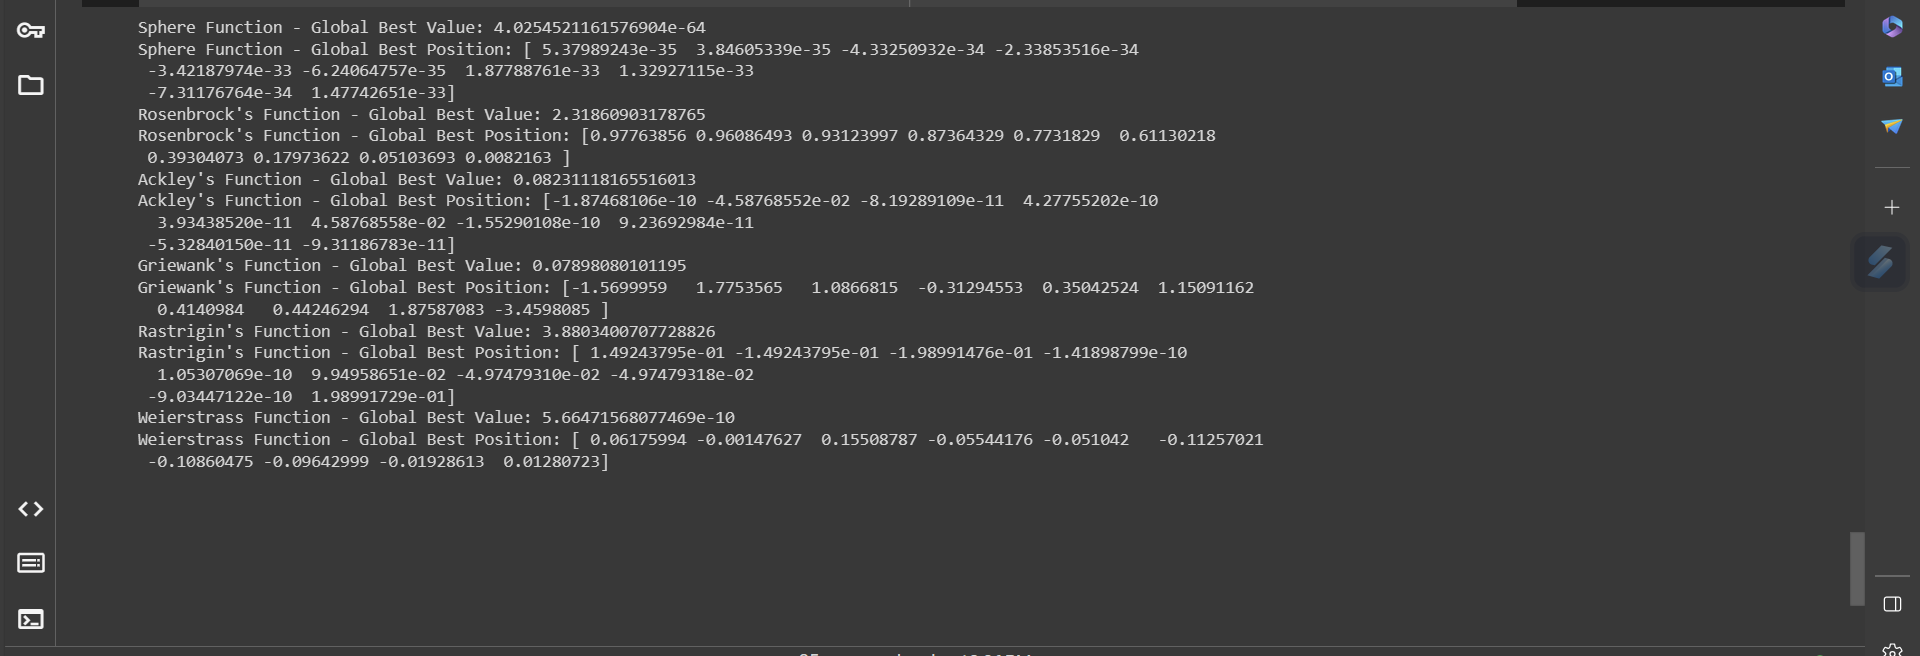 Sphere Function - Global Best Value: 4.0254521161576904e-64
Sphere Function - Global Best Position: [ 5.37989243e-35  3.84605339e-35 -4.33250932e-34 -2.33853516e-34
 -3.42187974e-33 -6.24064757e-35  1.87788761e-33  1.32927115e-33
 -7.31176764e-34  1.47742651e-33]
Rosenbrock's Function - Global Best Value: 2.31860903178765
Rosenbrock's Function - Global Best Position: [0.97763856 0.96086493 0.93123997 0.87364329 0.7731829  0.61130218
 0.39304073 0.17973622 0.05103693 0.0082163 ]
Ackley's Function - Global Best Value: 0.08231118165516013
Ackley's Function - Global Best Position: [-1.87468106e-10 -4.58768552e-02 -8.19289109e-11  4.27755202e-10
  3.93438520e-11  4.58768558e-02 -1.55290108e-10  9.23692984e-11
 -5.32840150e-11 -9.31186783e-11]
Griewank's Function - Global Best Value: 0.07898080101195
Griewank's Function - Global Best Position: [-1.5699959   1.7753565   1.0866815  -0.31294553  0.35042524  1.15091162
  0.4140984   0.44246294  1.87587083 -3.4598085 ]
Rastrigin's Function - Global Best Value: 3.8803400707728826
Rastrigin's Function - Global Best Position: [ 1.49243795e-01 -1.49243795e-01 -1.98991476e-01 -1.41898799e-10
  1.05307069e-10  9.94958651e-02 -4.97479310e-02 -4.97479318e-02
 -9.03447122e-10  1.98991729e-01]
Weierstrass Function - Global Best Value: 5.66471568077469e-10
Weierstrass Function - Global Best Position: [ 0.06175994 -0.00147627  0.15508787 -0.05544176 -0.051042   -0.11257021
 -0.10860475 -0.09642999 -0.01928613  0.01280723]